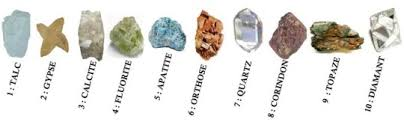 1 : TALC
2 : GYPSE
3 : CALCITE
4 : FLUORITE
5 : APATITE
6 : ORTHOSE
7 : QUARTZ
8 : CORINDON
9 : TOPAZE
10 : DIAMANT